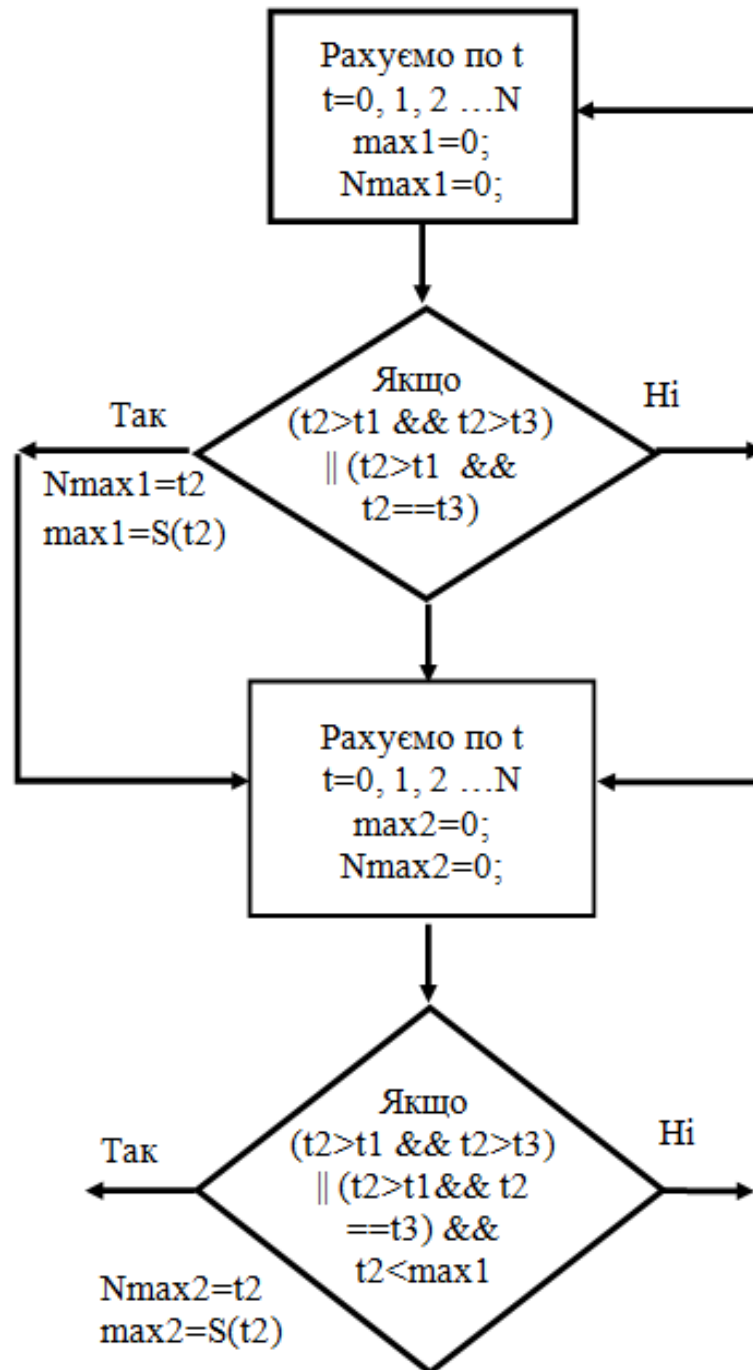 Рахуємо по t
t=0, 1, 2 ...N
max1=0;
Nmax1=0;
Якщо
(t2>t1 && t2>t3)
|| (t2>t1 &&
t2==t3)
Так
Ні
Nmax1=t2
max1=S(t2)
Рахуємо по t
t=0, 1, 2 ...N
max2=0;
Nmax2=0;
Якщо
(t2>t1 && t2>t3)
|| (t2>t1&& t2
==t3) &&
t2<max1
Так
Ні
Nmax2=t2
max2=S(t2)